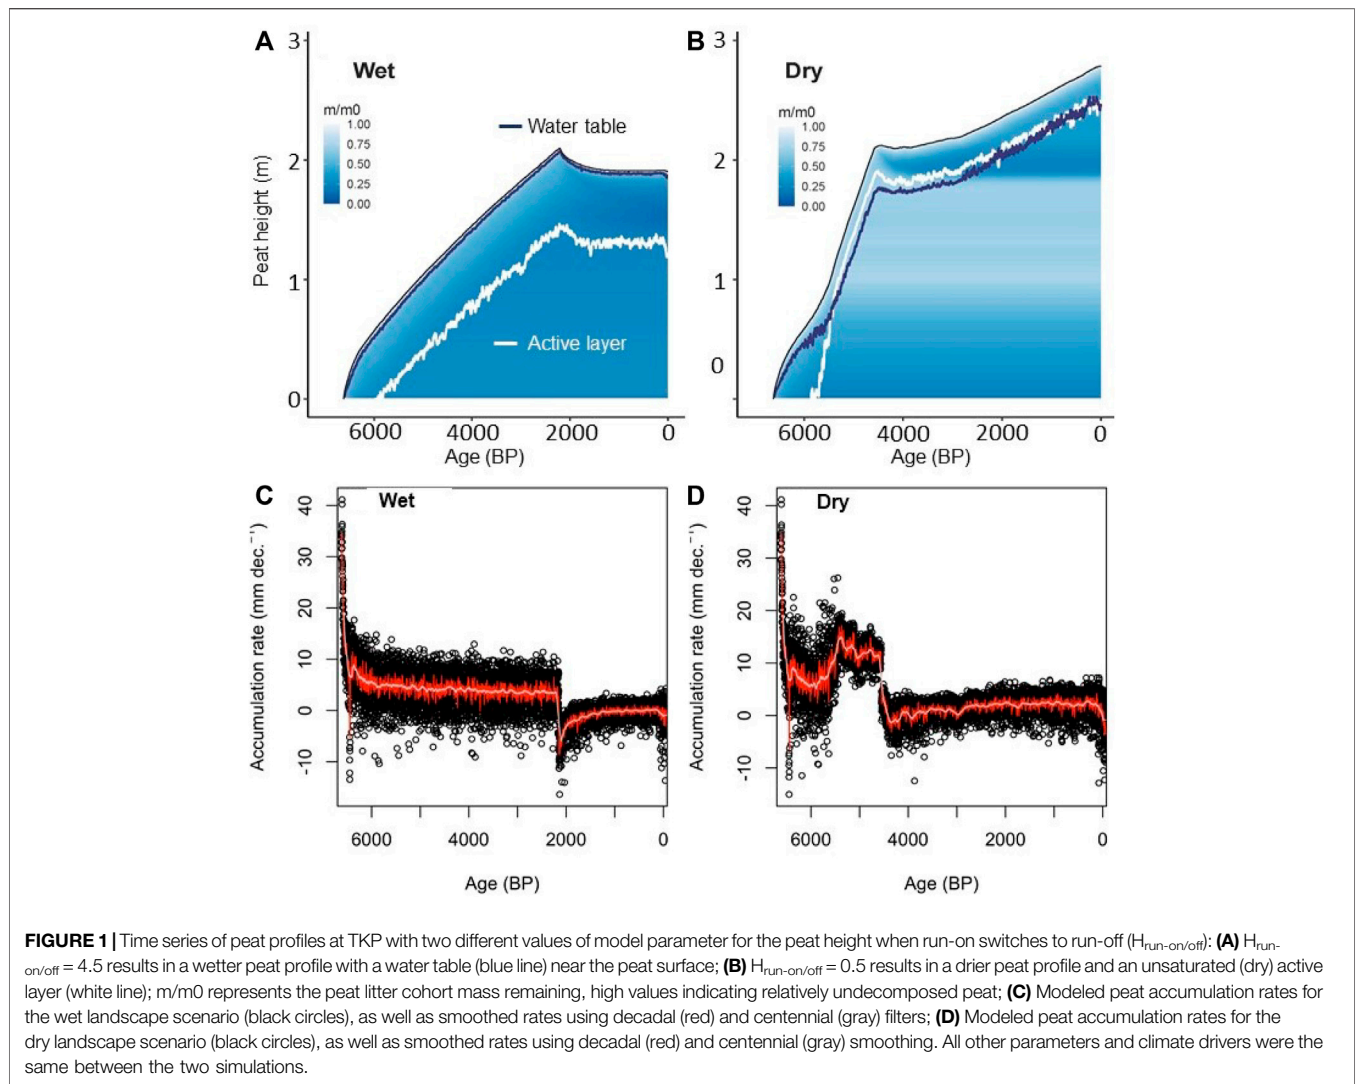 A
Wet
m/m0
1.00
0.75
0.50
0.25
0.00
Water table
Active layer
Peat height (m)
3
2
1
0
6000 4000 2000 0
Age (BP)
B
Dry
m/m0
1.00
0.75
0.50
0.25
0.00
3
2
1
0
6000 4000 2000 0
Age (BP)
C
Wet
Accumulation rate (mm dec.⁻¹)
40
30
20
10
0
-10
6000 4000 2000 0
Age (BP)
D
Dry
Accumulation rate (mm dec.⁻¹)
40
30
20
10
0
-10
6000 4000 2000 0
Age (BP)
FIGURE 1 | Time series of peat profiles at TKP with two different values of model parameter for the peat height when run-on switches to run-off (Hrun-on/off): (A) Hrun-
on/off = 4.5 results in a wetter peat profile with a water table (blue line) near the peat surface; (B) Hrun-on/off = 0.5 results in a drier peat profile and an unsaturated (dry) active
layer (white line); m/m0 represents the peat litter cohort mass remaining, high values indicating relatively undecomposed peat; (C) Modeled peat accumulation rates for
the wet landscape scenario (black circles), as well as smoothed rates using decadal (red) and centennial (gray) filters; (D) Modeled peat accumulation rates for the
dry landscape scenario (black circles), as well as smoothed rates using decadal (red) and centennial (gray) smoothing. All other parameters and climate drivers were the
same between the two simulations.